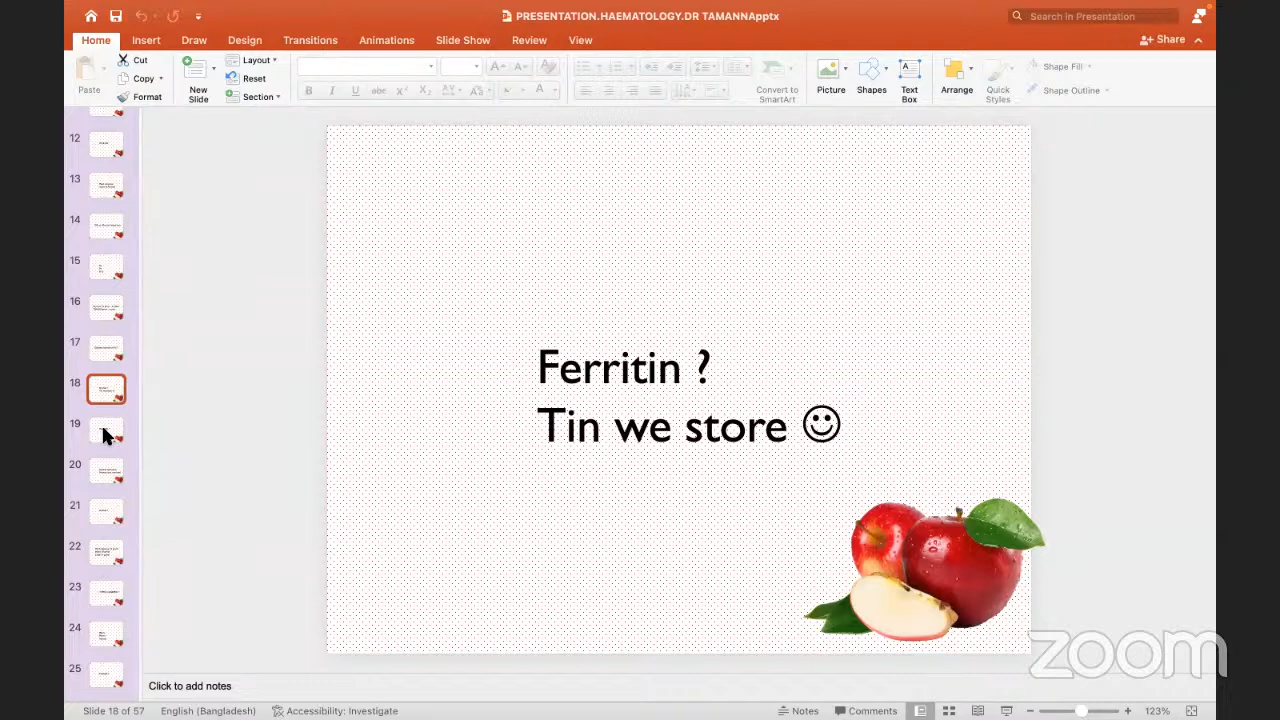 PRESENTATION.HAEMATOLOGY.DR TAMANNApptx
Search in Presentation
Home Insert Draw Design Transitions Animations Slide Show Review View
Share
Paste
Cut
Copy
Format
New Slide
Layout
Reset
Section
Convert to SmartArt
Picture
Shapes
Text Box
Arrange
Quick Styles
Shape Fill
Shape Outline
12
13
14
15
16
17
18
19
20
21
22
23
24
25
Ferritin ?
Tin we store ☺
zoom
Click to add notes
Slide 18 of 57 English (Bangladesh) Accessibility: Investigate Notes Comments 123%